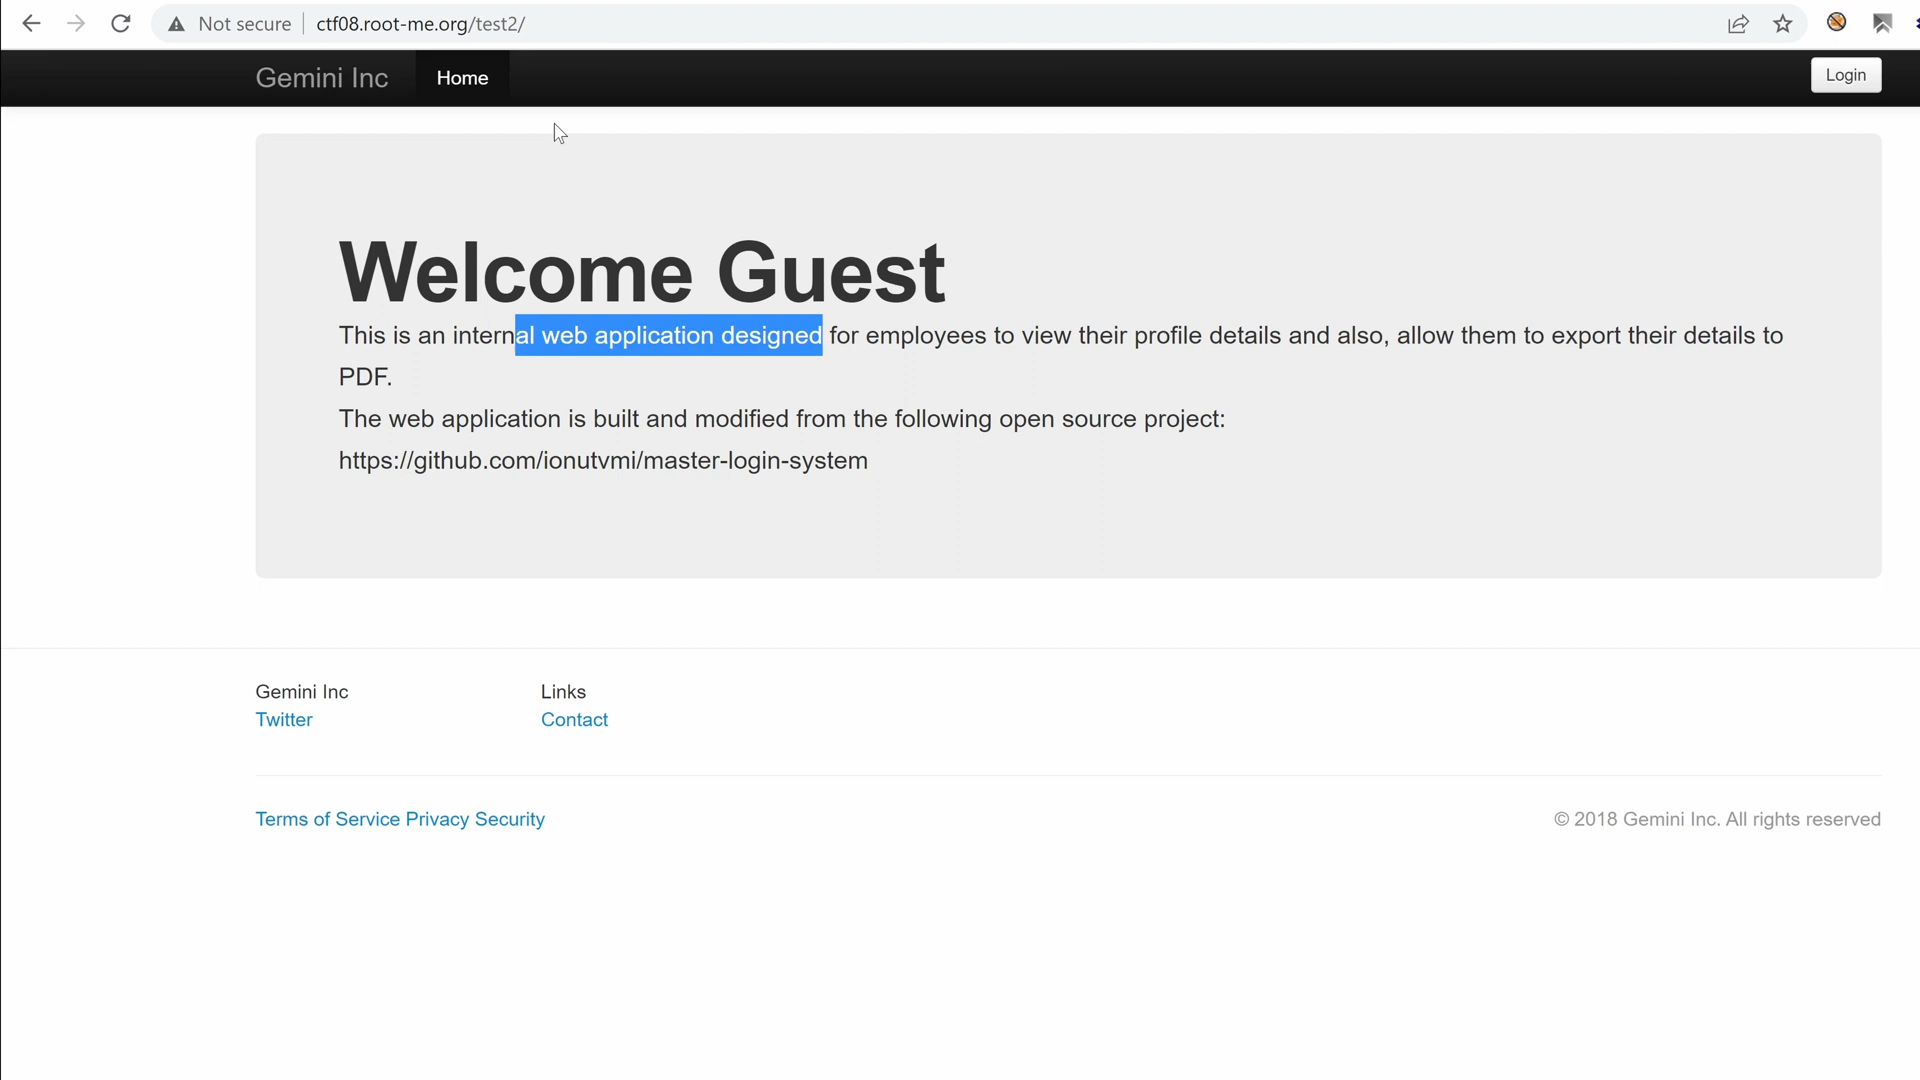 Not secure ctf08.root-me.org/test2/
Gemini Inc Home Login
Welcome Guest
This is an internal web application designed for employees to view their profile details and also, allow them to export their details to
PDF.
The web application is built and modified from the following open source project:
https://github.com/ionutvmi/master-login-system
Gemini Inc Links
Twitter Contact
Terms of Service Privacy Security © 2018 Gemini Inc. All rights reserved